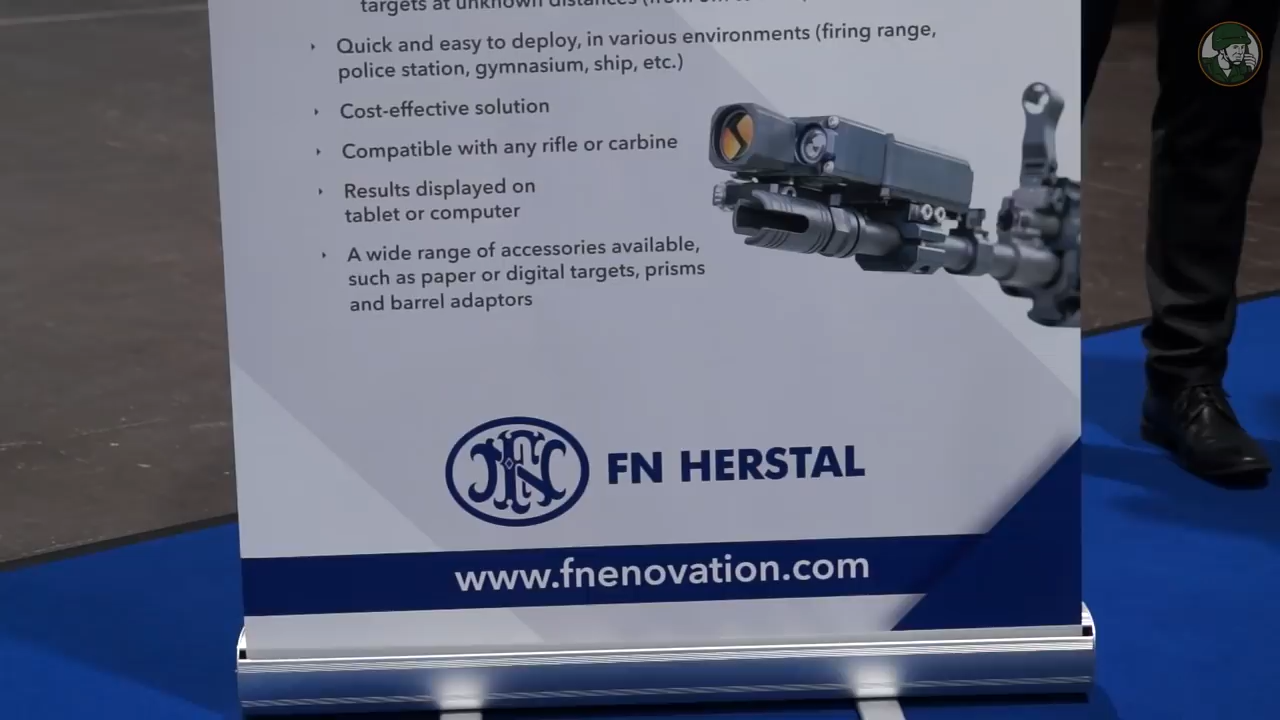 targets at unknown distances (from
Quick and easy to deploy, in various environments (firing range,
police station, gymnasium, ship, etc.)
Cost-effective solution
Compatible with any rifle or carbine
Results displayed on
tablet or computer
A wide range of accessories available,
such as paper or digital targets, prisms
and barrel adaptors
FN
FN HERSTAL
www.fnenovation.com